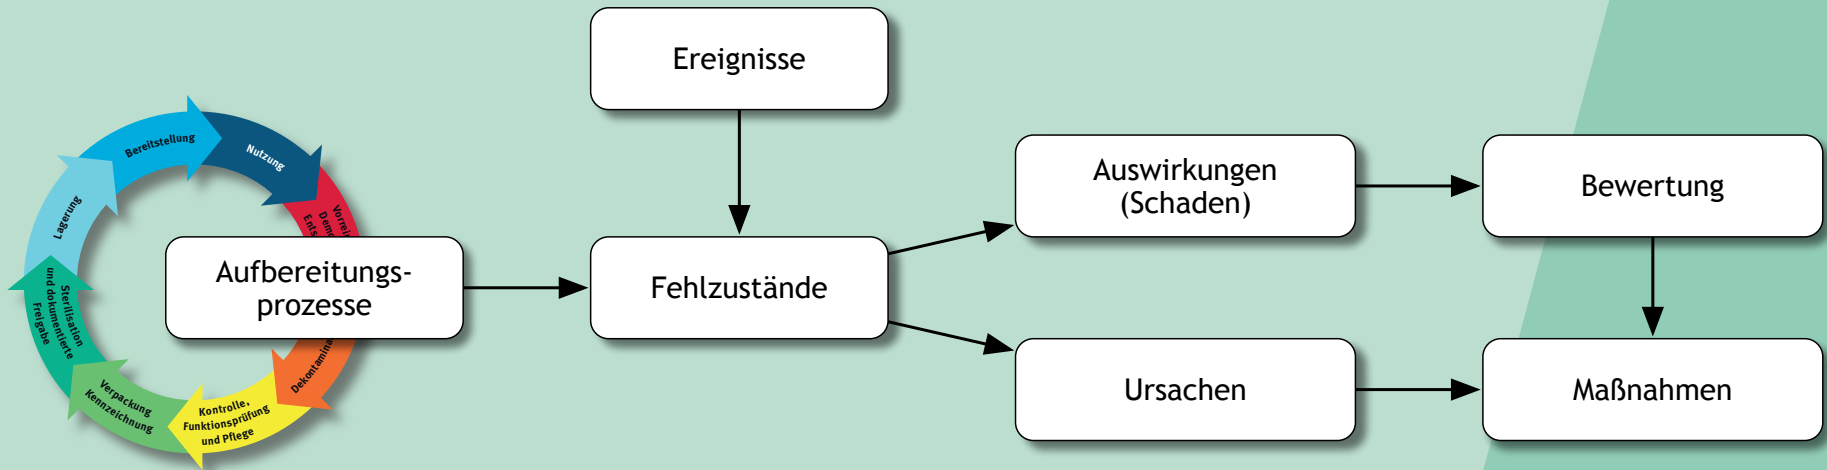 Ereignisse
Bereitstellung
Nutzung
Auswirkungen
(Schaden)
Bewertung
Lagerung
Aufbereitungs-
prozesse
Fehlzustände
Sterilisation
und dokumentierte
Freigabe
Verpackung
Kennzeichnung
Kontrolle,
Funktionsprüfung
und Pflege
Ursachen
Maßnahmen